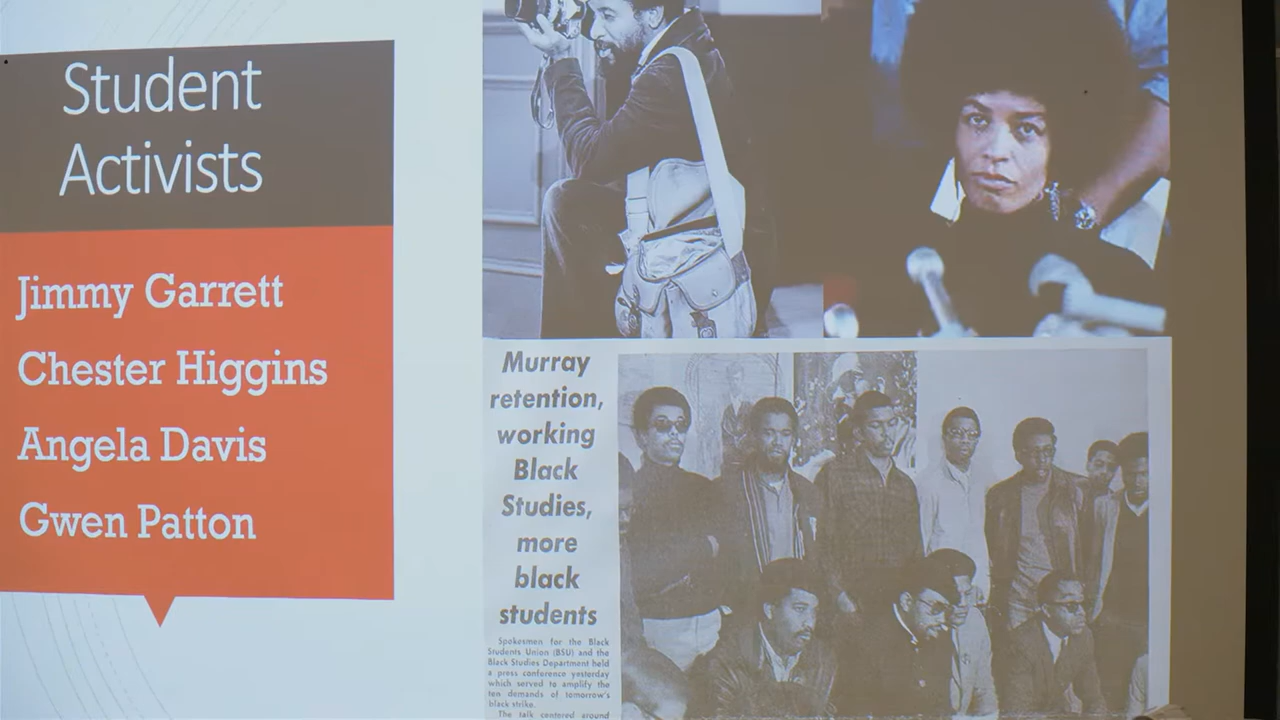 Student
Activists
Jimmy Garrett
Chester Higgins
Angela Davis
Gwen Patton
Murray
retention,
working
Black
Studies,
more
black
students
Spokesmen for the Black
Students Union (BSU) and the
Black Studies Department held
a press conference yesterday
which served to amplify the
ten demands of tomorrow's
black strike.
The talk centered around